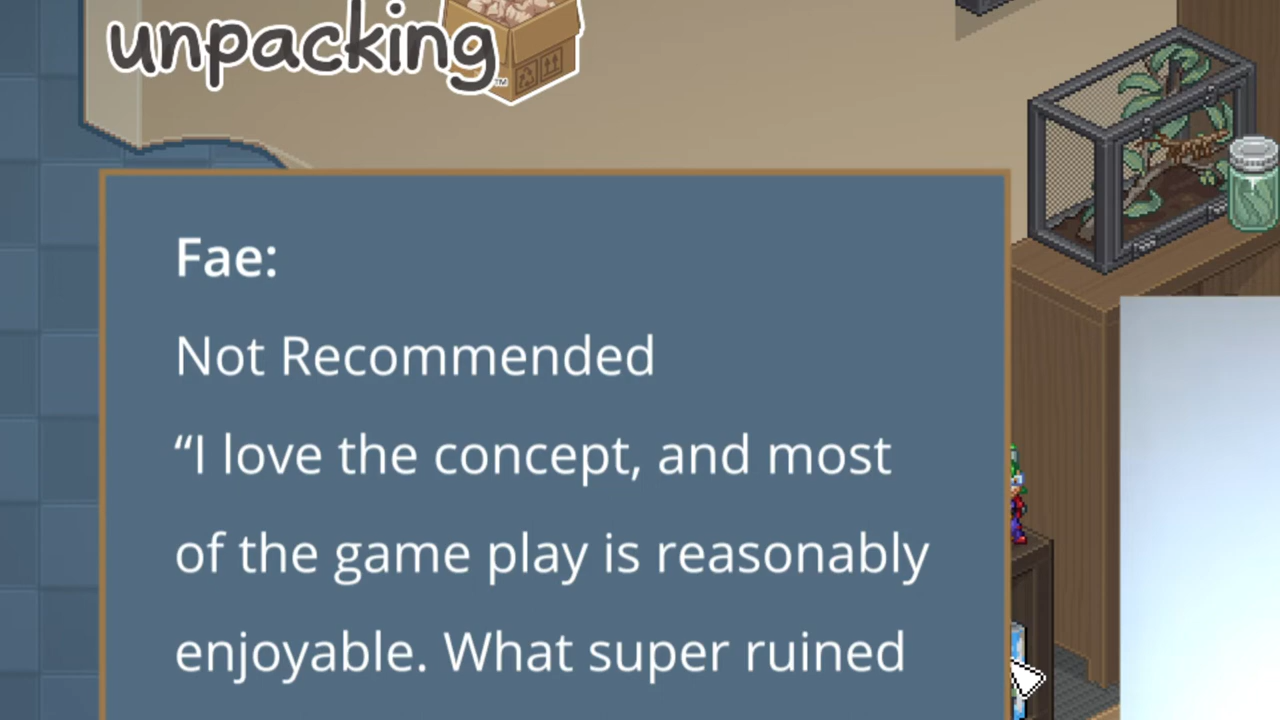 unpacking
TM
Fae:
Not Recommended
“I love the concept, and most
of the game play is reasonably
enjoyable. What super ruined